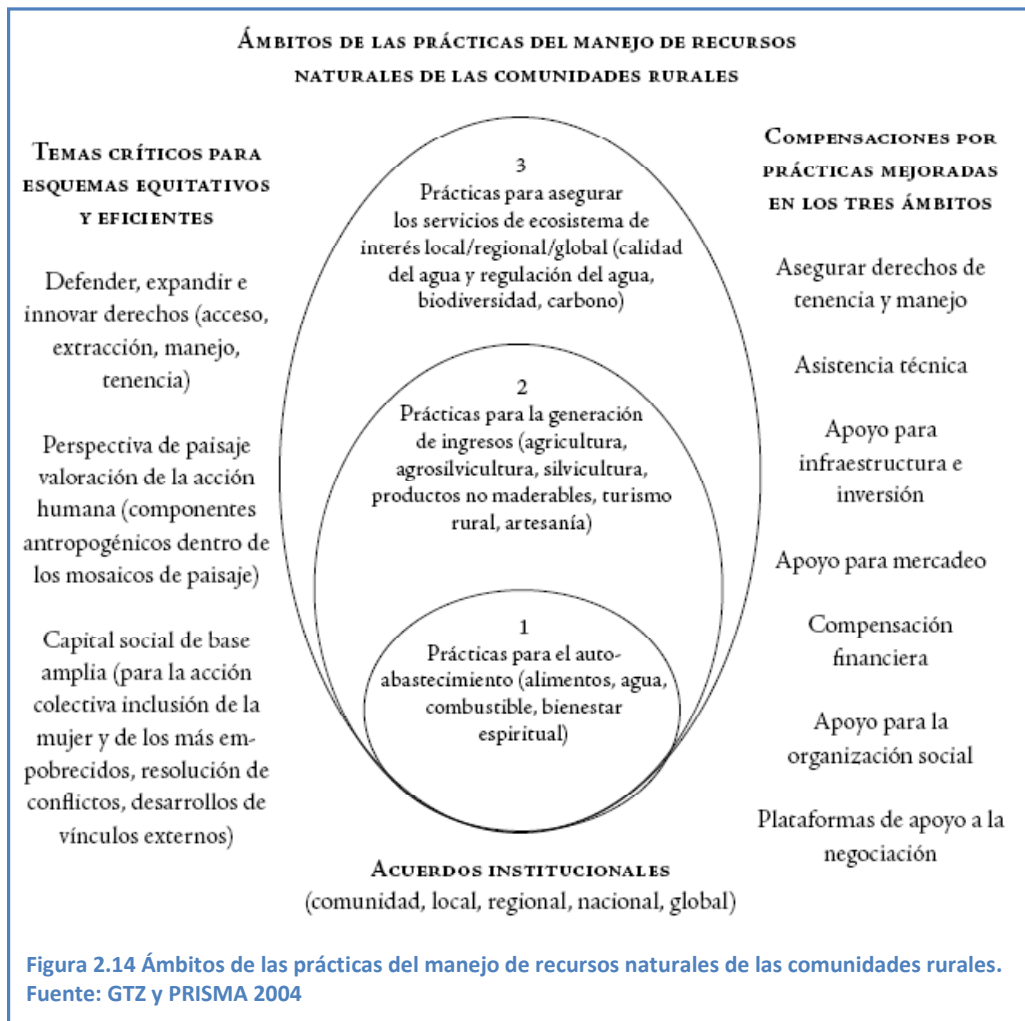 ÁMBITOS DE LAS PRÁCTICAS DEL MANEJO DE RECURSOS
NATURALES DE LAS COMUNIDADES RURALES
TEMAS CRÍTICOS PARA
ESQUEMAS EQUITATIVOS
Y EFICIENTES
Defender, expandir e
innovar derechos (acceso,
extracción, manejo,
tenencia)
Perspectiva de paisaje
valoración de la acción
humana (componentes
antropogénicos dentro de
los mosaicos de paisaje)
Capital social de base
amplia (para la acción
colectiva inclusión de la
mujer y de los más em-
pobrecidos, resolución de
conflictos, desarrollos de
vínculos externos)
3
Prácticas para asegurar
los servicios de ecosistema de
interés local/regional/global (calidad
del agua y regulación del agua,
biodiversidad, carbono)
2
Prácticas para la generación
de ingresos (agricultura,
agrosilvicultura, silvicultura,
productos no maderables, turismo
rural, artesanía)
1
Prácticas para el auto-
abastecimiento (alimentos, agua,
combustible, bienestar
espiritual)
COMPENSACIONES POR
PRÁCTICAS MEJORADAS
EN LOS TRES ÁMBITOS
Asegurar derechos de
tenencia y manejo
Asistencia técnica
Apoyo para
infraestructura e
inversión
Apoyo para mercadeo
Compensación
financiera
Apoyo para la
organización social
Plataformas de apoyo a la
negociación
ACUERDOS INSTITUCIONALES
(comunidad, local, regional, nacional, global)
Figura 2.14 Ámbitos de las prácticas del manejo de recursos naturales de las comunidades rurales.
Fuente: GTZ y PRISMA 2004